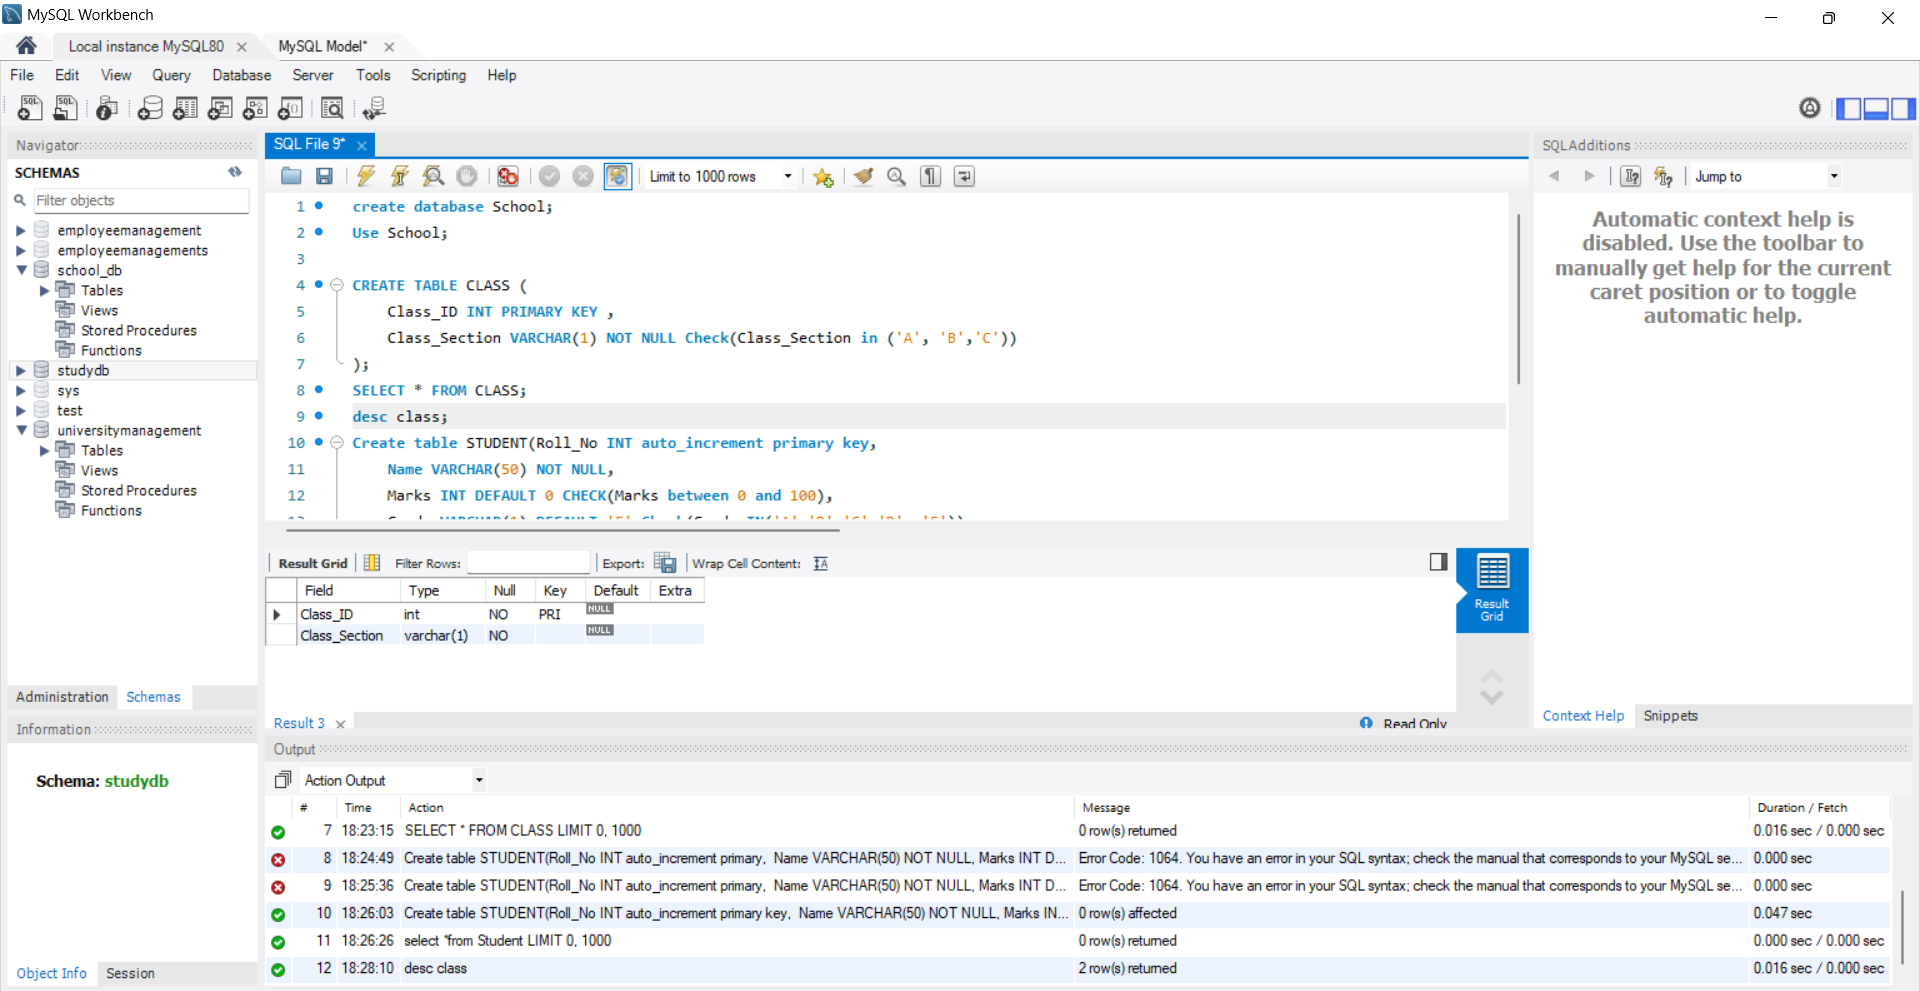 MySQL Workbench
Local instance MySQL80
MySQL Model*
File Edit View Query Database Server Tools Scripting Help
Navigator
SCHEMAS
Filter objects
employeemanagement
employeemanagements
school_db
Tables
Views
Stored Procedures
Functions
studydb
sys
test
universitymanagement
Tables
Views
Stored Procedures
Functions
Administration Schemas
Information
Schema: studydb
Object Info Session
SQL File 9*
Limit to 1000 rows
1 create database School;
2 Use School;
3
4 CREATE TABLE CLASS (
5 Class_ID INT PRIMARY KEY ,
6 Class_Section VARCHAR(1) NOT NULL Check(Class_Section in ('A', 'B','C'))
7 );
8 SELECT * FROM CLASS;
9 desc class;
10 Create table STUDENT(Roll_No INT auto_increment primary key,
11 Name VARCHAR(50) NOT NULL,
12 Marks INT DEFAULT 0 CHECK(Marks between 0 and 100),
Result Grid Filter Rows: Export: Wrap Cell Content:
Field Type Null Key Default Extra
Class_ID int NO PRI NULL
Class_Section varchar(1) NO NULL
Result Grid
Result 3
Read Only
SQLAdditions
Jump to
Automatic context help is
disabled. Use the toolbar to
manually get help for the current
caret position or to toggle
automatic help.
Context Help Snippets
Output
Action Output
# Time Action Message Duration / Fetch
7 18:23:15 SELECT * FROM CLASS LIMIT 0, 1000 0 row(s) returned 0.016 sec / 0.000 sec
8 18:24:49 Create table STUDENT(Roll_No INT auto_increment primary, Name VARCHAR(50) NOT NULL, Marks INT D... Error Code: 1064. You have an error in your SQL syntax; check the manual that corresponds to your MySQL se... 0.000 sec
9 18:25:36 Create table STUDENT(Roll_No INT auto_increment primary, Name VARCHAR(50) NOT NULL, Marks INT D... Error Code: 1064. You have an error in your SQL syntax; check the manual that corresponds to your MySQL se... 0.000 sec
10 18:26:03 Create table STUDENT(Roll_No INT auto_increment primary key, Name VARCHAR(50) NOT NULL, Marks IN... 0 row(s) affected 0.047 sec
11 18:26:26 select *from Student LIMIT 0, 1000 0 row(s) returned 0.000 sec / 0.000 sec
12 18:28:10 desc class 2 row(s) returned 0.016 sec / 0.000 sec